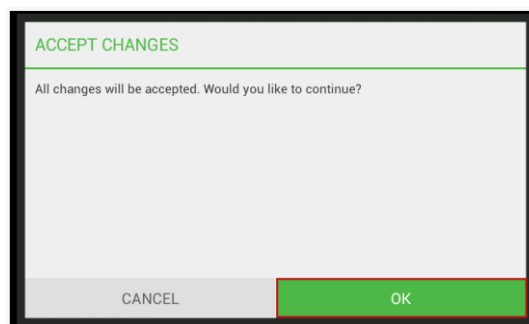 ACCEPT CHANGES
All changes will be accepted. Would you like to continue?
CANCEL
OK